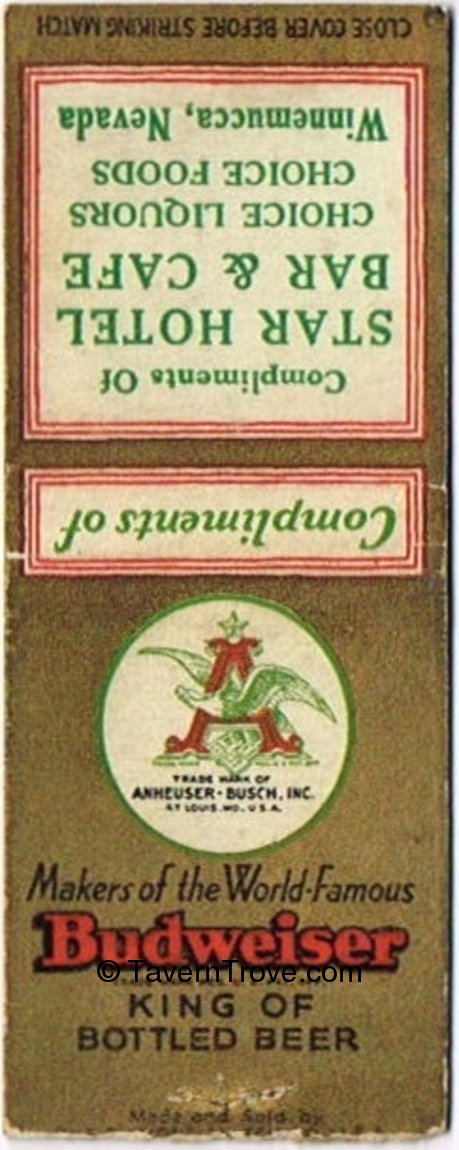 CLOSE COVER BEFORE STRIKING MATCH
Compliments Of
STAR HOTEL
BAR & CAFE
CHOICE LIQUORS
CHOICE FOODS
Winnemucca, Nevada
Compliments of
TRADE MARK OF
ANHEUSER-BUSCH, INC.
ST LOUIS, MO., U.S.A.
Makers of the World-Famous
Budweiser
© TavernTrove.com
KING OF
BOTTLED BEER
Made and Sold by